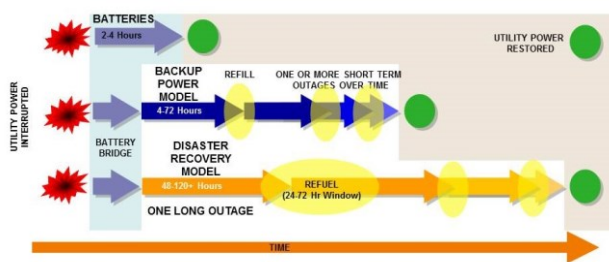 BATTERIES
2-4 Hours
UTILITY POWER
RESTORED
UTILITY POWER
INTERRUPTED
BACKUP
POWER
MODEL
4-72 Hours
REFILL
ONE OR MORE SHORT TERM
OUTAGES OVER TIME
BATTERY
BRIDGE
DISASTER
RECOVERY
MODEL
48-120+ Hours
REFUEL
(24-72 Hr Window)
ONE LONG OUTAGE
TIME